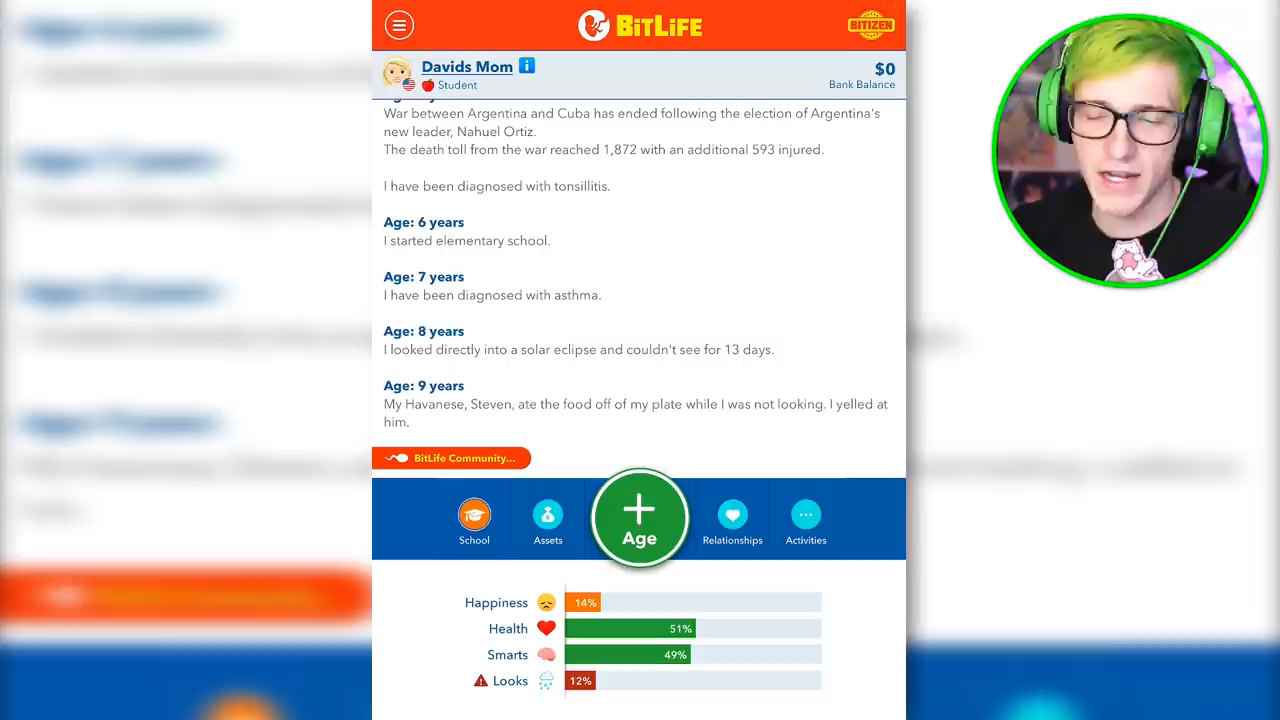 BITLIFE
BITIZEN
Davids Mom i
Student
$0
Bank Balance
War between Argentina and Cuba has ended following the election of Argentina's
new leader, Nahuel Ortiz.
The death toll from the war reached 1,872 with an additional 593 injured.
I have been diagnosed with tonsillitis.
Age: 6 years
I started elementary school.
Age: 7 years
I have been diagnosed with asthma.
Age: 8 years
I looked directly into a solar eclipse and couldn't see for 13 days.
Age: 9 years
My Havanese, Steven, ate the food off of my plate while I was not looking. I yelled at
him.
BitLife Community...
School
Assets
+
Age
Relationships
Activities
Happiness 14%
Health 51%
Smarts 49%
Looks 12%